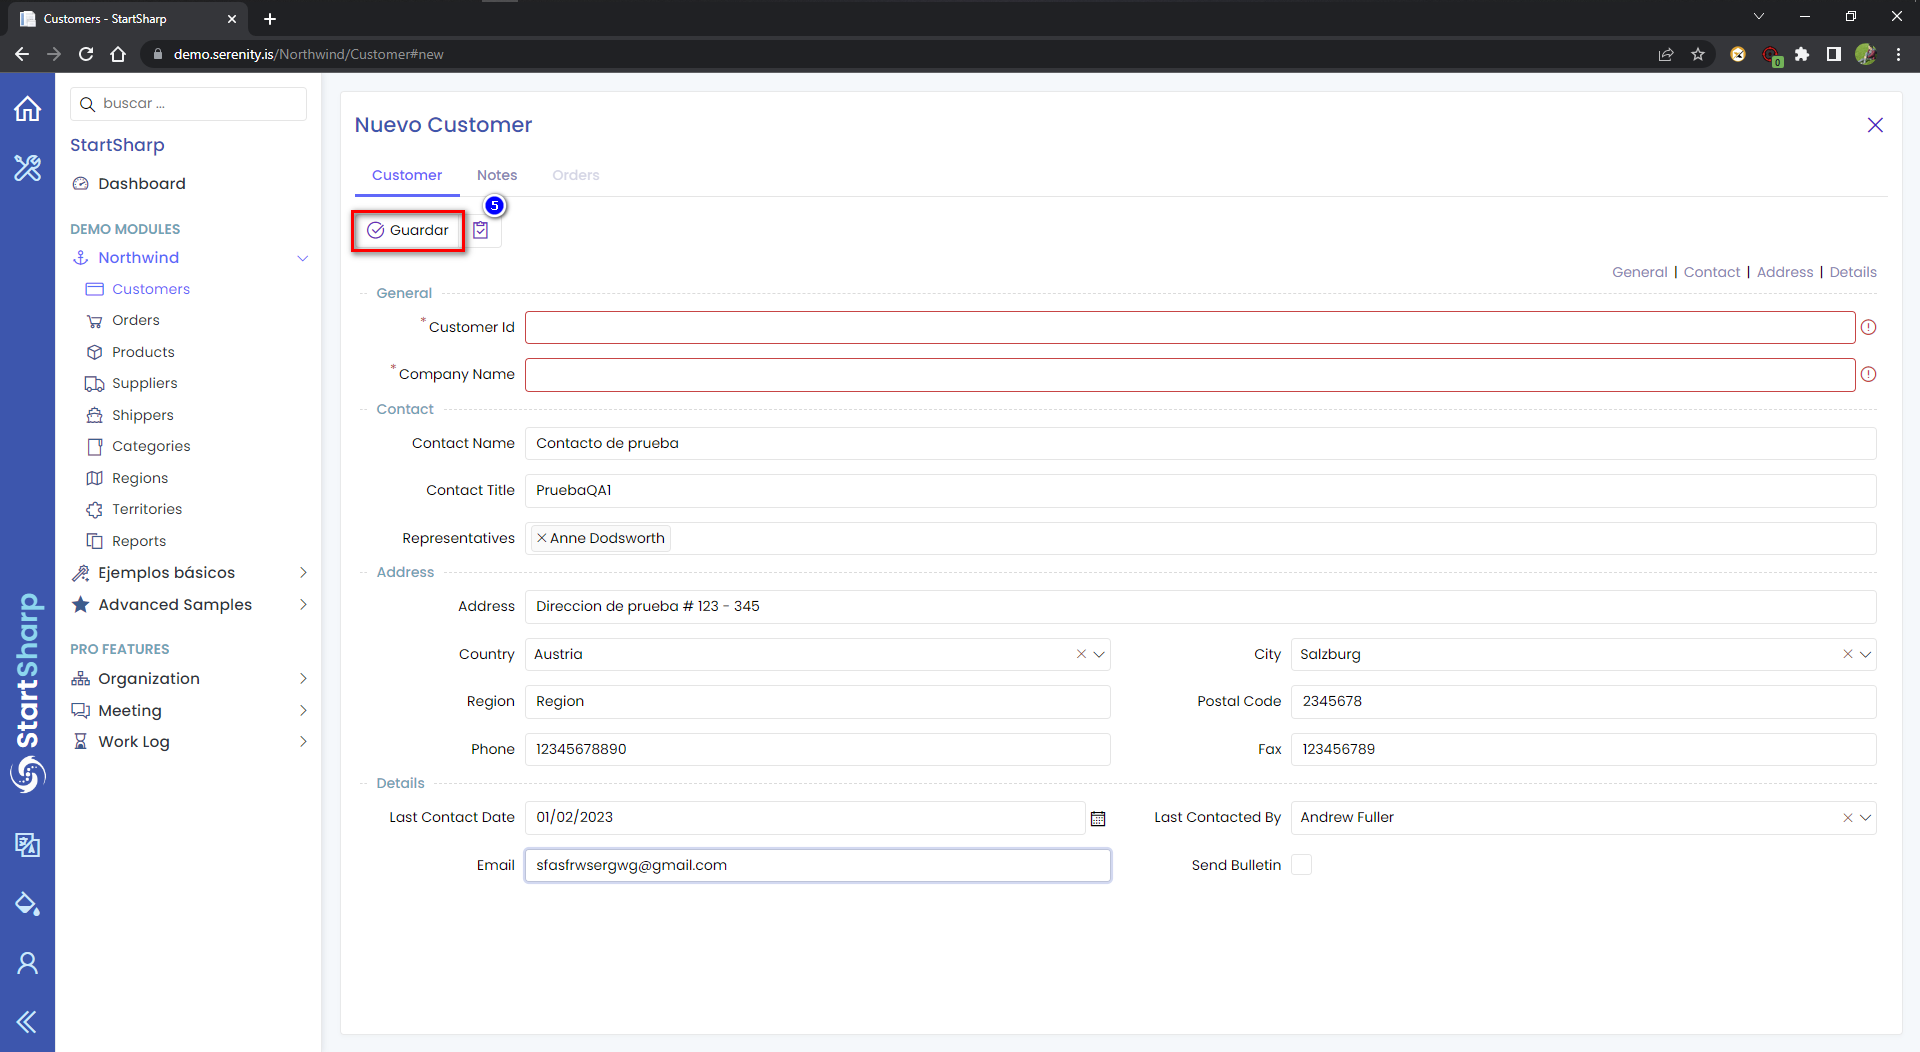 Customers - StartSharp
demo.serenity.is/Northwind/Customer#new
0
buscar ...
StartSharp
Dashboard
DEMO MODULES
Northwind
Customers
Orders
Products
Suppliers
Shippers
Categories
Regions
Territories
Reports
Ejemplos básicos
Advanced Samples
PRO FEATURES
Organization
Meeting
Work Log
StartSharp
Nuevo Customer
Customer Notes Orders
5
Guardar
General | Contact | Address | Details
General
*Customer Id
*Company Name
Contact
Contact Name Contacto de prueba
Contact Title PruebaQA1
Representatives Anne Dodsworth
Address
Address Direccion de prueba # 123 - 345
Country Austria City Salzburg
Region Region Postal Code 2345678
Phone 12345678890 Fax 123456789
Details
Last Contact Date 01/02/2023 Last Contacted By Andrew Fuller
Email sfasfrwsergwg@gmail.com Send Bulletin